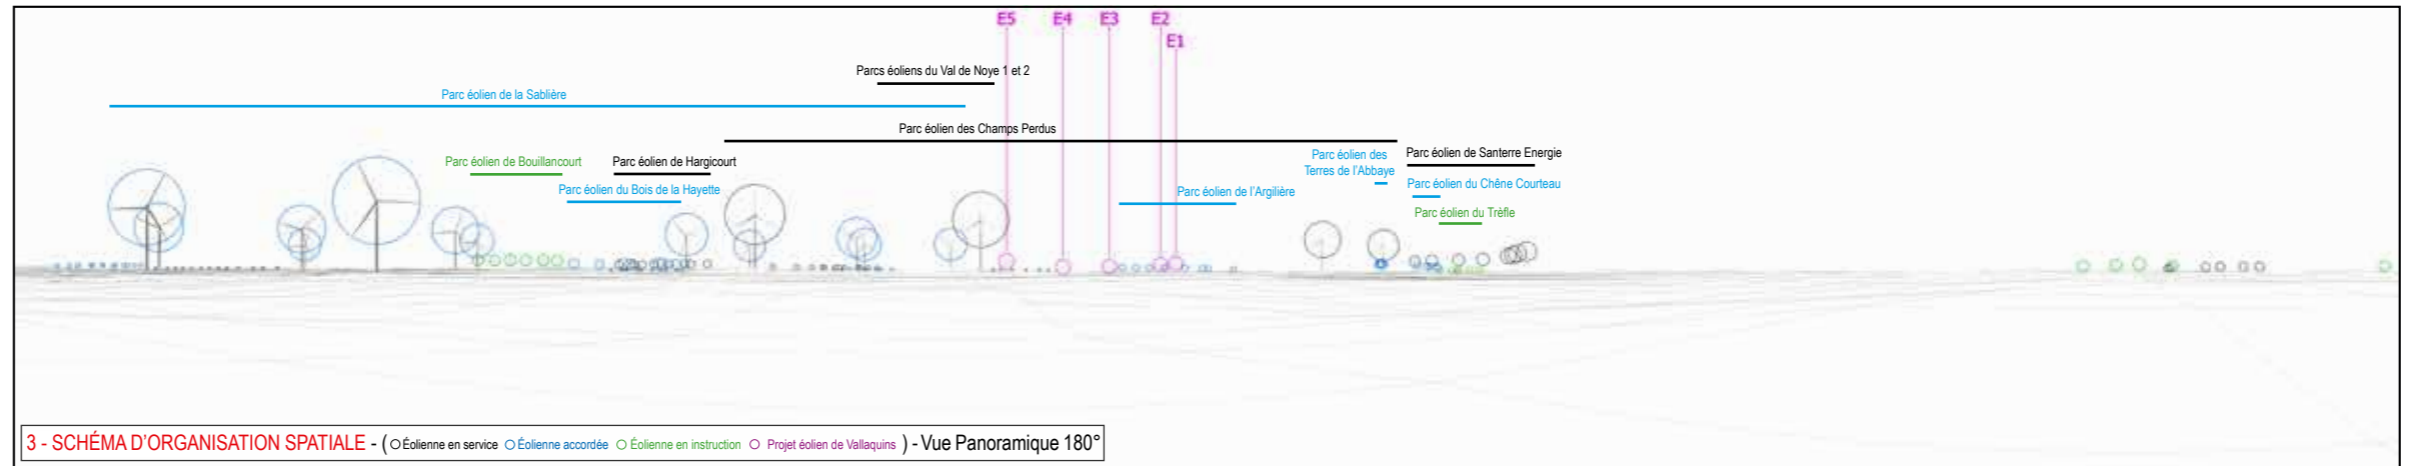 E5 E4 E3 E2
E1
Parcs éoliens du Val de Noye 1 et 2
Parc éolien de la Sablière
Parc éolien des Champs Perdus
Parc éolien de Bouillancourt
Parc éolien de Hargicourt
Parc éolien du Bois de la Hayette
Parc éolien de l'Argilière
Parc éolien des
Terres de l'Abbaye
Parc éolien de Santerre Energie
Parc éolien du Chêne Courteau
Parc éolien du Trèfle
3 - SCHÉMA D'ORGANISATION SPATIALE - ( Éolienne en service Éolienne accordée Éolienne en instruction Projet éolien de Vallaquins ) - Vue Panoramique 180°